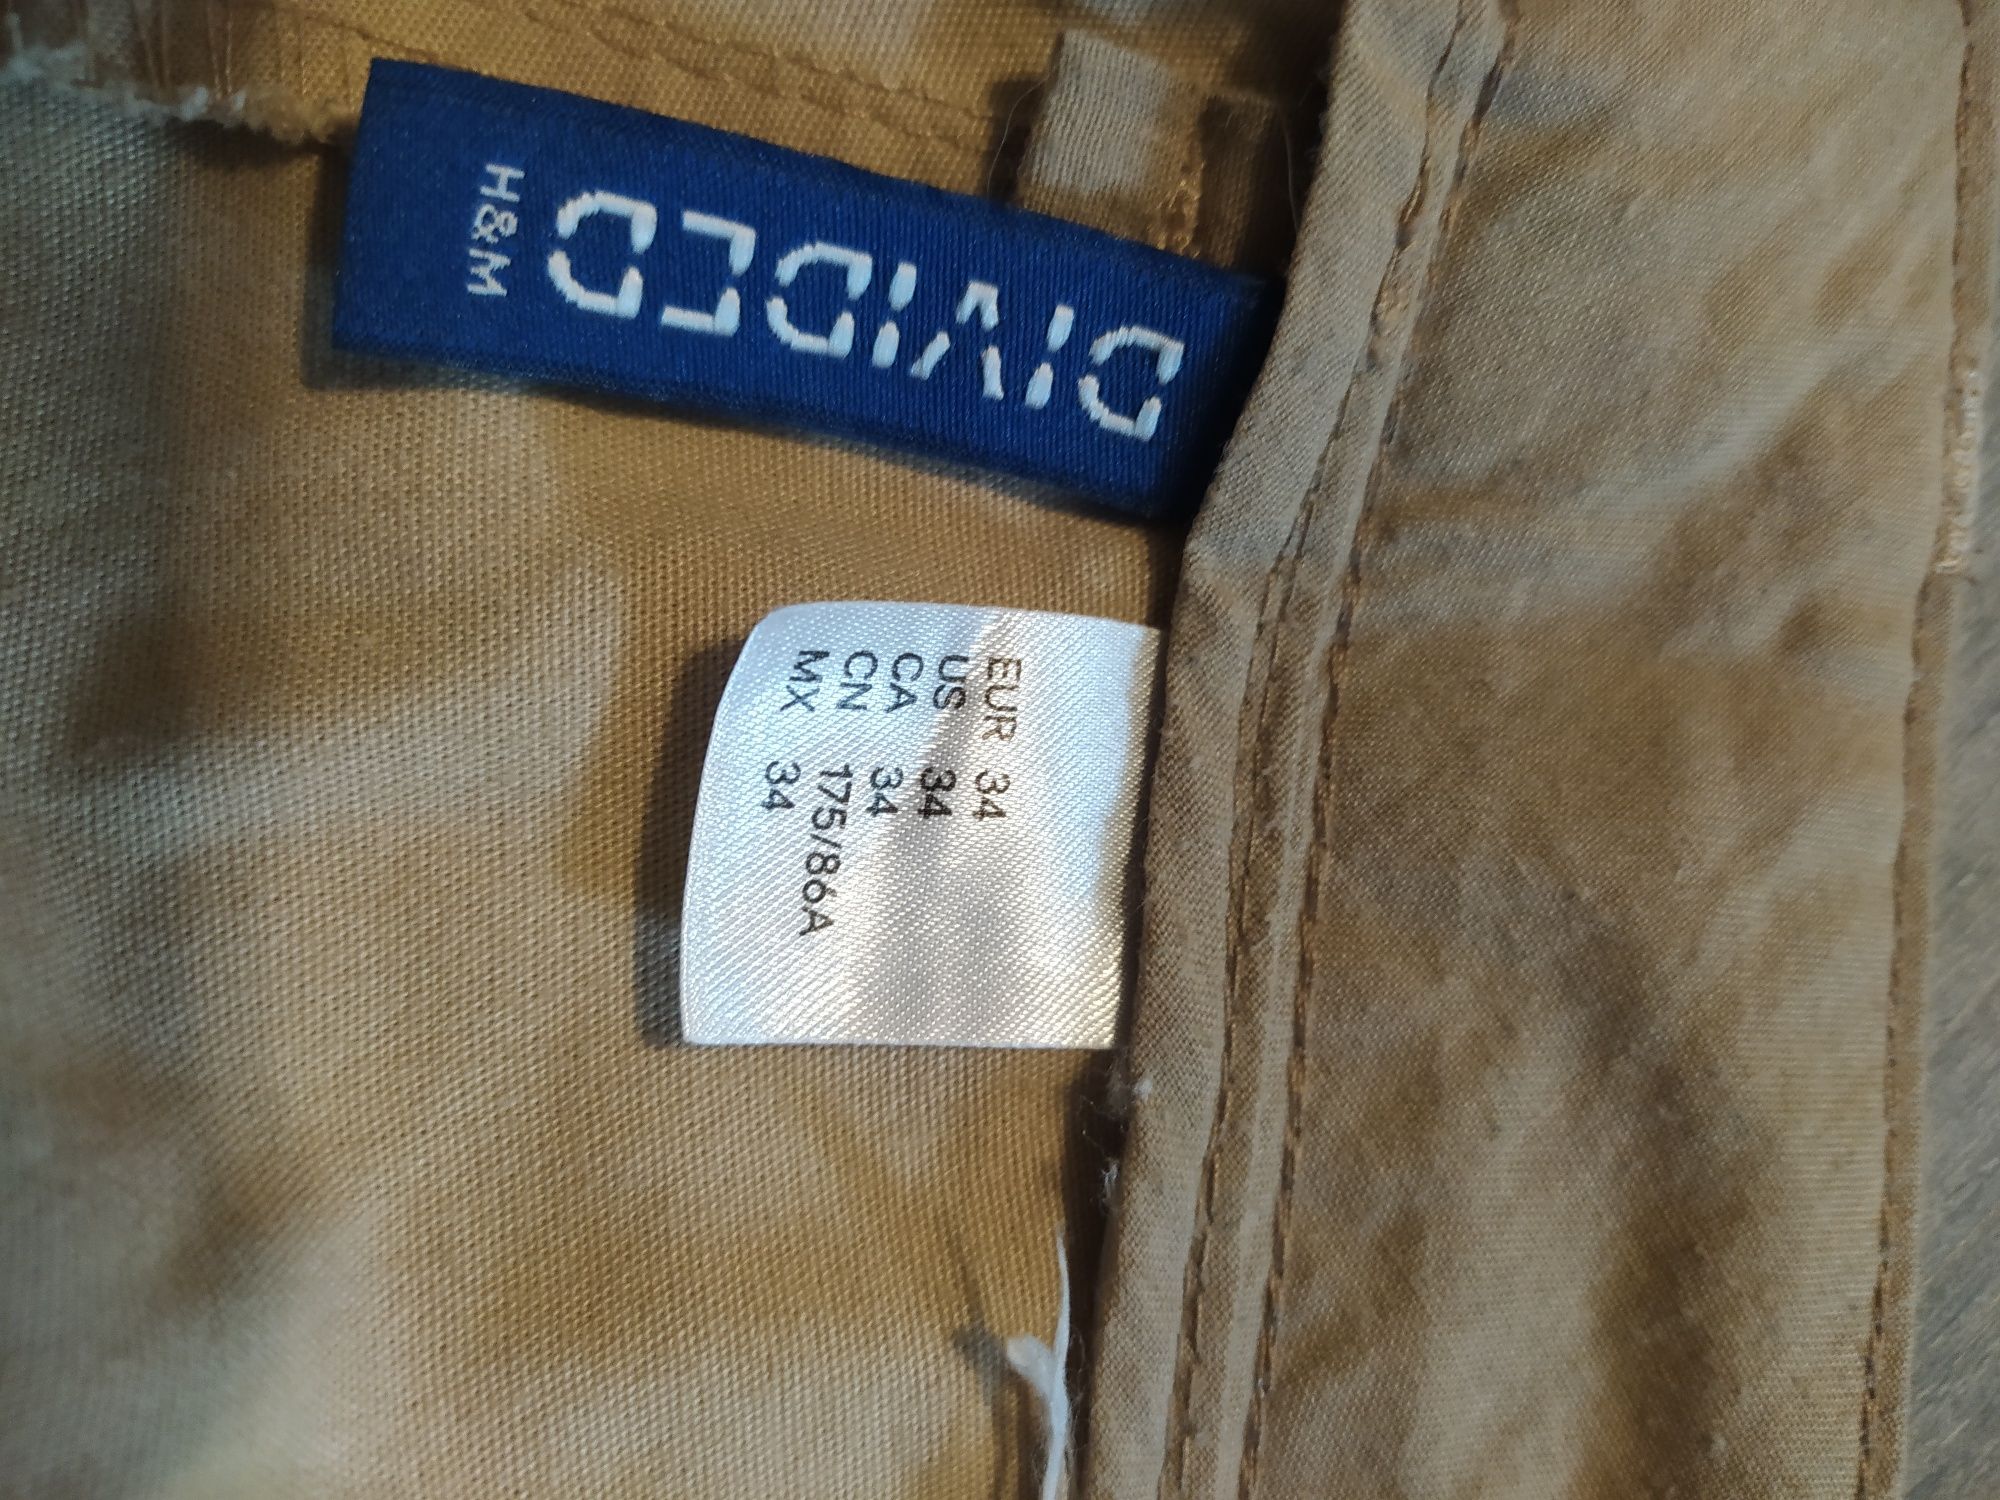 DIVIDED
H&M
EUR 34
US 34
CA 34
CN 175/86A
MX 34